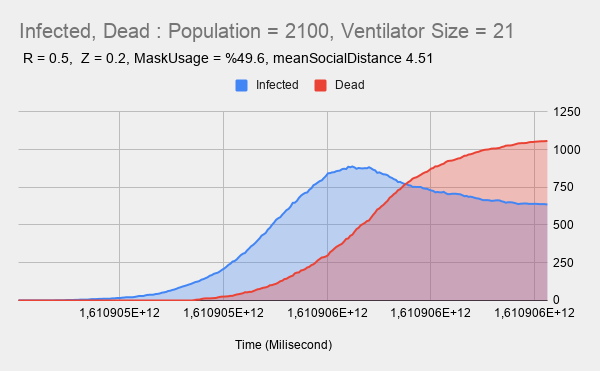 Infected, Dead : Population = 2100, Ventilator Size = 21
R = 0.5,  Z = 0.2, MaskUsage = %49.6, meanSocialDistance 4.51
Infected Dead
1250
1000
750
500
250
0
1,610905E+12 1,610905E+12 1,610906E+12 1,610906E+12 1,610906E+12
Time (Milisecond)